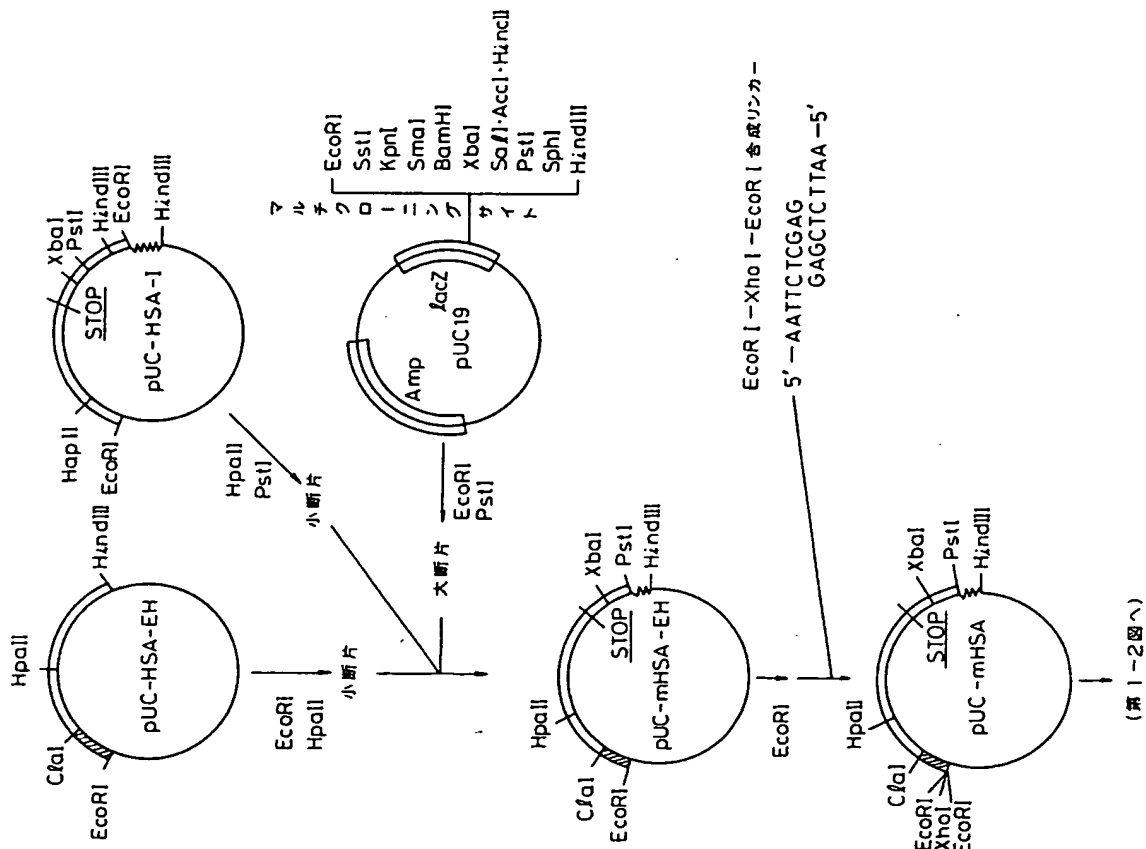 HpaII
ClaI
EcoRI
HindIII
pUC-HSA-EH
EcoRI
HpaII
小断片
HapII
EcoRI
STOP
XbaI
PstI
HindIII
EcoRI
HindIII
pUC-HSA-I
HpaII
PstI
小断片
Amp
lacZ
pUC19
マルチクローニングサイト
EcoRI
SstI
KpnI
SmaI
BamHI
XbaI
SalI・AccI・HincII
PstI
SphI
HindIII
EcoRI
PstI
大断片
HpaII
ClaI
EcoRI
STOP
XbaI
PstI
HindIII
pUC-mHSA-EH
EcoRI
EcoRI-XhoI-EcoRI合成リンカー
5'-AATTCTCGAG
GAGCTCTTAA-5'
HpaII
ClaI
EcoRI
XhoI
EcoRI
STOP
XbaI
PstI
HindIII
pUC-mHSA
(第1-2図へ)